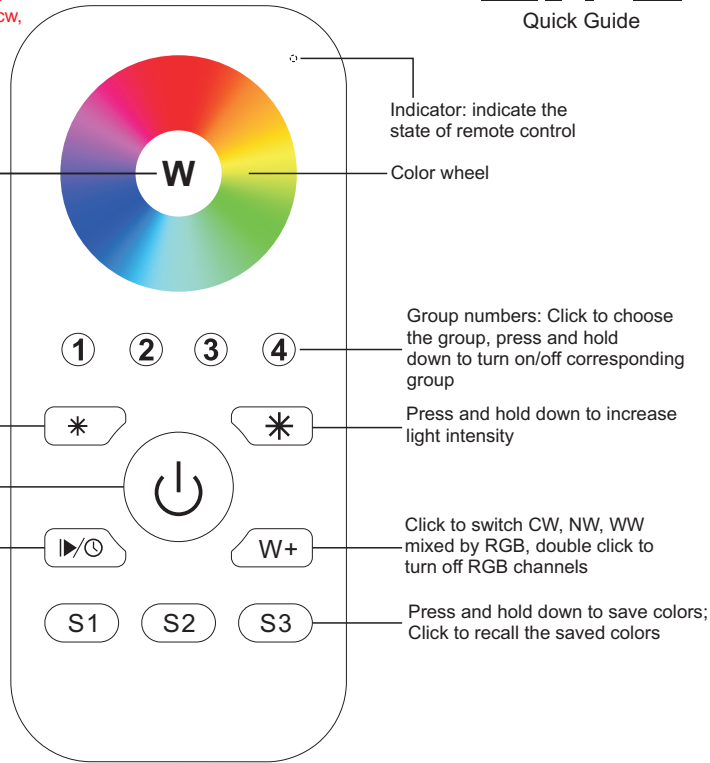 cw,
Quick Guide
Indicator: indicate the
state of remote control
W
Color wheel
Group numbers: Click to choose
the group, press and hold
down to turn on/off corresponding
group
1 2 3 4
Press and hold down to increase
light intensity
Click to switch CW, NW, WW
mixed by RGB, double click to
turn off RGB channels
W+
Press and hold down to save colors;
Click to recall the saved colors
S1 S2 S3